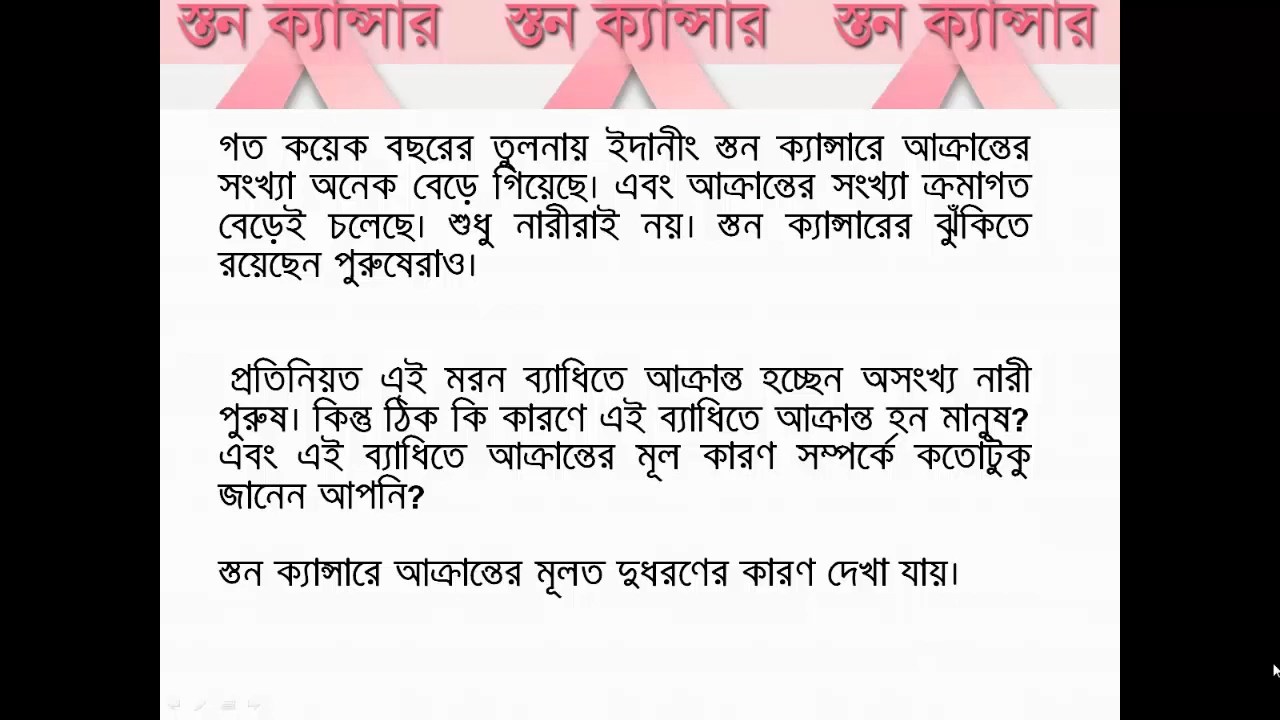 স্তন ক্যান্সার স্তন ক্যান্সার স্তন ক্যান্সার
গত কয়েক বছরের তুলনায় ইদানীং স্তন ক্যান্সারে আক্রান্তের
সংখ্যা অনেক বেড়ে গিয়েছে। এবং আক্রান্তের সংখ্যা ক্রমাগত
বেড়েই চলেছে। শুধু নারীরাই নয়। স্তন ক্যান্সারের ঝুঁকিতে
রয়েছেন পুরুষেরাও।
প্রতিনিয়ত এই মরন ব্যাধিতে আক্রান্ত হচ্ছেন অসংখ্য নারী
পুরুষ। কিন্তু ঠিক কি কারণে এই ব্যাধিতে আক্রান্ত হন মানুষ?
এবং এই ব্যাধিতে আক্রান্তের মূল কারণ সম্পর্কে কতোটুকু
জানেন আপনি?
স্তন ক্যান্সারে আক্রান্তের মূলত দুধরণের কারণ দেখা যায়।